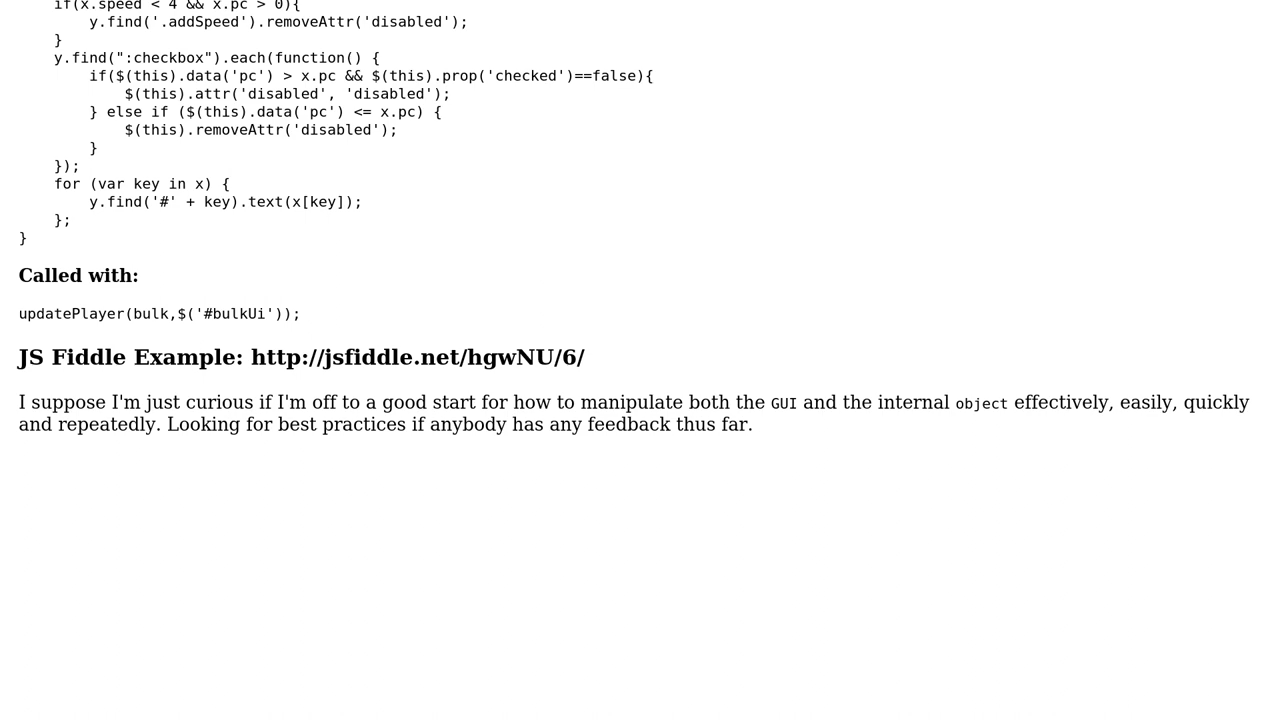 if(x.speed < 4 && x.pc > 0){
        y.find('.addSpeed').removeAttr('disabled');
    }
    y.find(":checkbox").each(function() {
        if($(this).data('pc') > x.pc && $(this).prop('checked')==false){
            $(this).attr('disabled', 'disabled');
        } else if ($(this).data('pc') <= x.pc) {
            $(this).removeAttr('disabled');
        }
    });
    for (var key in x) {
        y.find('#' + key).text(x[key]);
    };
}
Called with:
updatePlayer(bulk,$('#bulkUi'));
JS Fiddle Example: http://jsfiddle.net/hgwNU/6/
I suppose I'm just curious if I'm off to a good start for how to manipulate both the GUI and the internal object effectively, easily, quickly
and repeatedly. Looking for best practices if anybody has any feedback thus far.